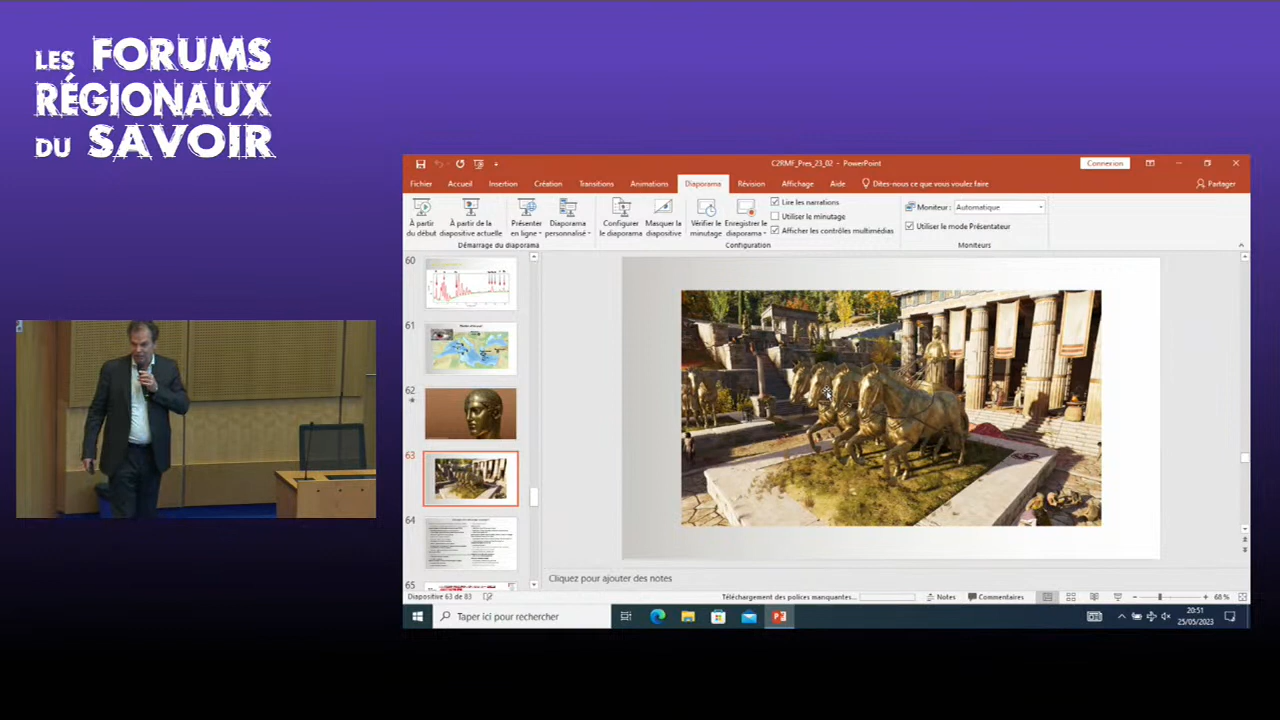 LES FORUMS
RÉGIONAUX
DU SAVOIR
C2RMF_Pres_23_02 – PowerPoint
Connexion
Fichier Accueil Insertion Création Transitions Animations Diaporama Révision Affichage Aide Dites-nous ce que vous voulez faire Partager
À partir
du début
À partir de la
diapositive actuelle
Présenter
en ligne
Diaporama
personnalisé
Configurer
le diaporama
Masquer la
diapositive
Vérifier le
minutage
Enregistrer le
diaporama
Lire les narrations
Utiliser le minutage
Afficher les contrôles multimédias
Moniteur : Automatique
Utiliser le mode Présentateur
Démarrage du diaporama
Configuration
Moniteurs
60
61
62
63
64
65
Cliquez pour ajouter des notes
Diapositive 63 de 83
Téléchargement des polices manquantes...
Notes
Commentaires
68 %
Taper ici pour rechercher
20:51
25/05/2023